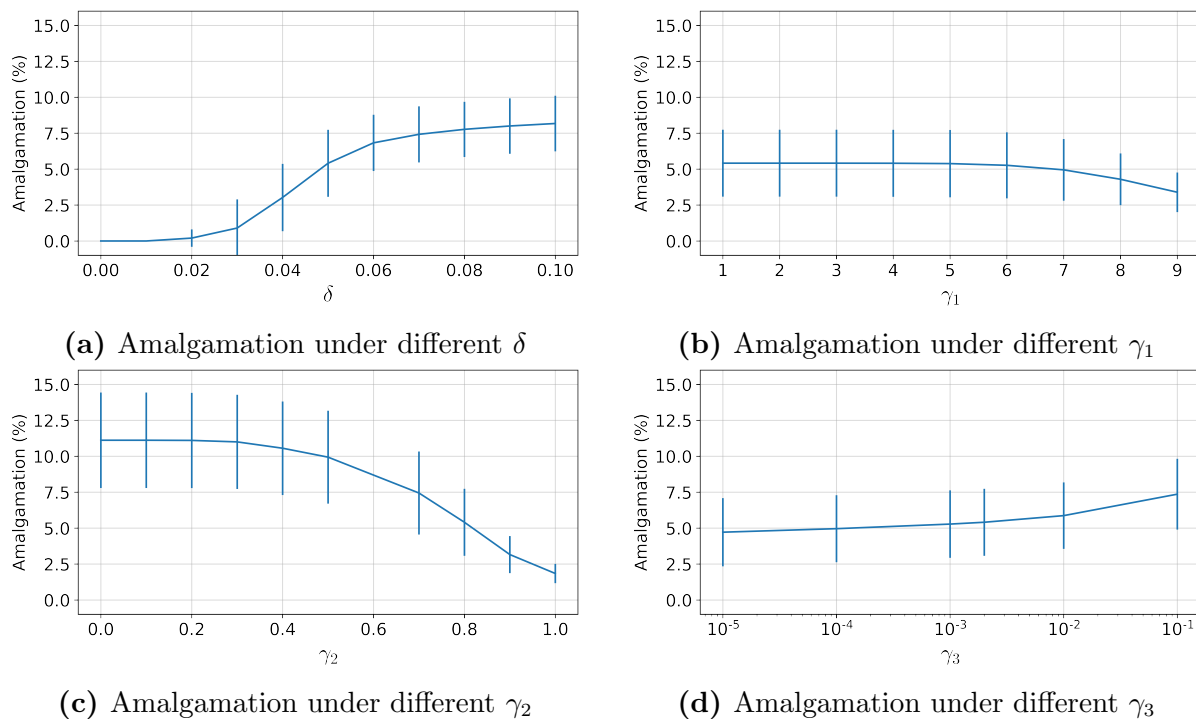 15.0
12.5
10.0
7.5
5.0
2.5
0.0
Amalgamation (%)
0.00 0.02 0.04 0.06 0.08 0.10
δ
(a) Amalgamation under different δ
15.0
12.5
10.0
7.5
5.0
2.5
0.0
Amalgamation (%)
1 2 3 4 5 6 7 8 9
γ₁
(b) Amalgamation under different γ₁
15.0
12.5
10.0
7.5
5.0
2.5
0.0
Amalgamation (%)
0.0 0.2 0.4 0.6 0.8 1.0
γ₂
(c) Amalgamation under different γ₂
15.0
12.5
10.0
7.5
5.0
2.5
0.0
Amalgamation (%)
10⁻⁵ 10⁻⁴ 10⁻³ 10⁻² 10⁻¹
γ₃
(d) Amalgamation under different γ₃